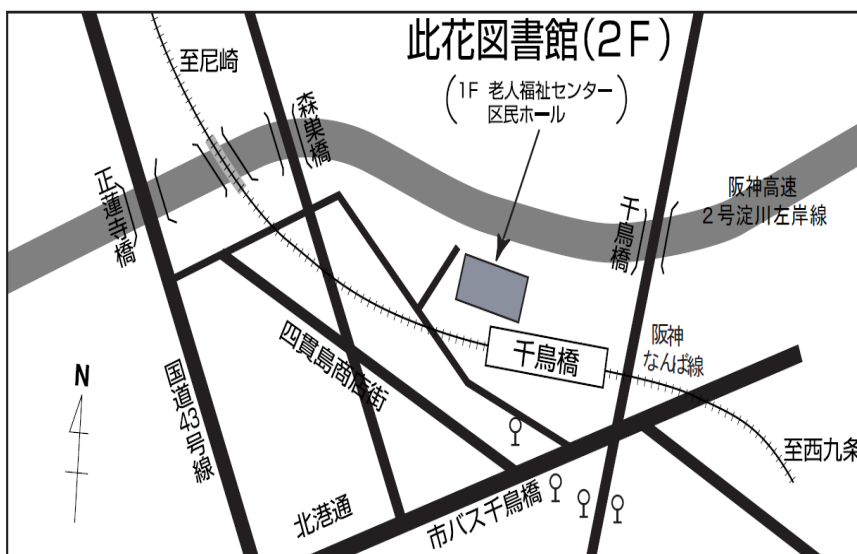 此花図書館(2F)
(1F 老人福祉センター
区民ホール)
至尼崎
森巣橋
正蓮寺橋
千鳥橋
阪神高速
2号淀川左岸線
四貫島商店街
千鳥橋
阪神
なんば線
N
国道43号線
北港通
市バス千鳥橋
至西九条